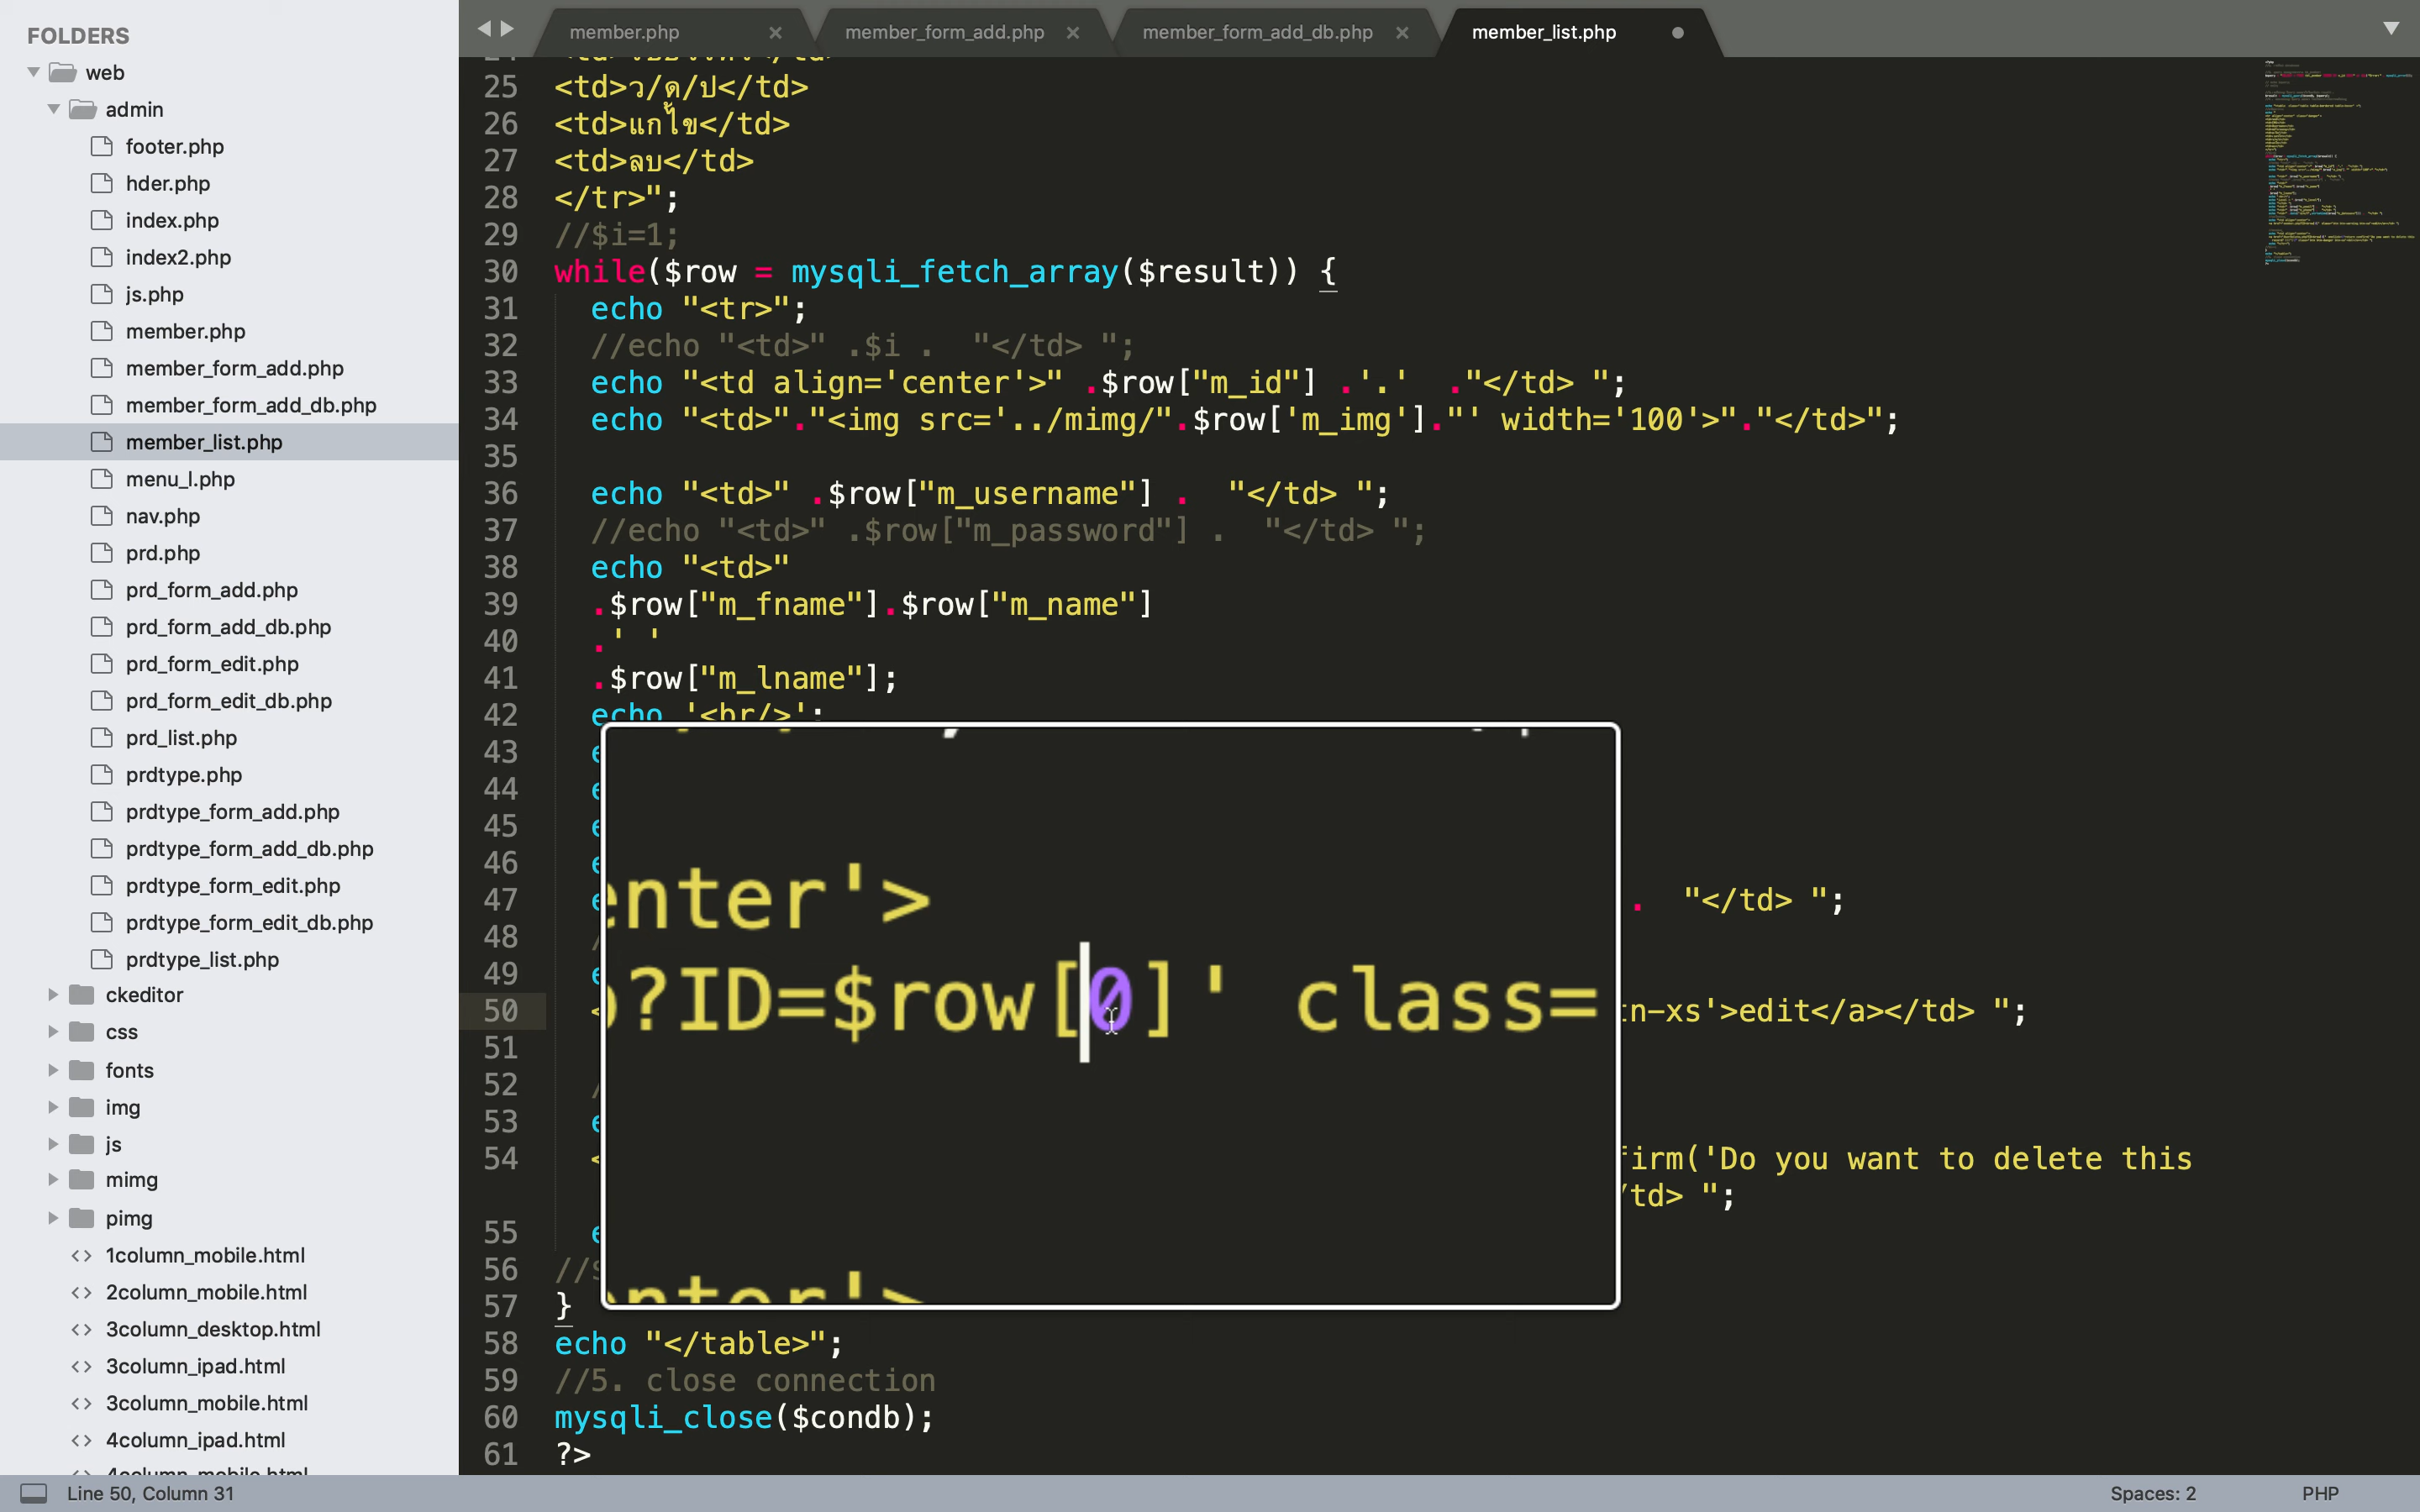 FOLDERS
web
admin
footer.php
hder.php
index.php
index2.php
js.php
member.php
member_form_add.php
member_form_add_db.php
member_list.php
menu_l.php
nav.php
prd.php
prd_form_add.php
prd_form_add_db.php
prd_form_edit.php
prd_form_edit_db.php
prd_list.php
prdtype.php
prdtype_form_add.php
prdtype_form_add_db.php
prdtype_form_edit.php
prdtype_form_edit_db.php
prdtype_list.php
ckeditor
css
fonts
img
js
mimg
pimg
1column_mobile.html
2column_mobile.html
3column_desktop.html
3column_ipad.html
3column_mobile.html
4column_ipad.html
4column_mobile.html
member.php
member_form_add.php
member_form_add_db.php
member_list.php
25 <td>ว/ด/ป</td>
26 <td>แก้ไข</td>
27 <td>ลบ</td>
28 </tr>";
29 //$i=1;
30 while($row = mysqli_fetch_array($result)) {
31 echo "<tr>";
32 //echo "<td>" .$i .  "</td> ";
33 echo "<td align='center'>" .$row["m_id"] .'.'  ."</td> ";
34 echo "<td>"."<img src='../mimg/".$row['m_img']."' width='100'>"."</td>";
35
36 echo "<td>" .$row["m_username"] .  "</td> ";
37 //echo "<td>" .$row["m_password"] .  "</td> ";
38 echo "<td>"
39 .$row["m_fname"].$row["m_name"]
40 .' '
41 .$row["m_lname"];
42 echo '<br/>';
43
44
45
46
47 .  "</td> ";
48
49
enter'>
50 ?ID=$row[0]' class=
n-xs'>edit</a></td> ";
51
52
53
54 firm('Do you want to delete this
/td> ";
55
enter'>
56 //
57 }
58 echo "</table>";
59 //5. close connection
60 mysqli_close($condb);
61 ?>
Line 50, Column 31
Spaces: 2
PHP